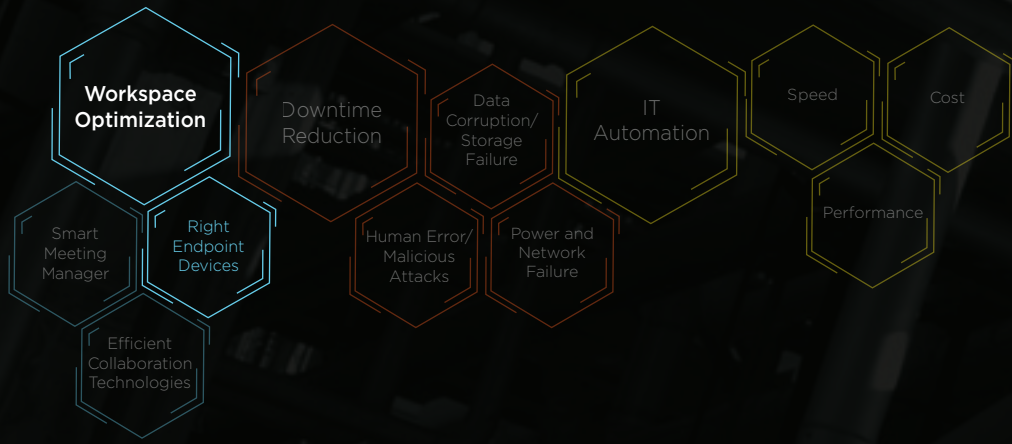 Workspace
Optimization
Downtime
Reduction
Data
Corruption/
Storage
Failure
IT
Automation
Speed
Cost
Smart
Meeting
Manager
Right
Endpoint
Devices
Human Error/
Malicious
Attacks
Power and
Network
Failure
Performance
Efficient
Collaboration
Technologies